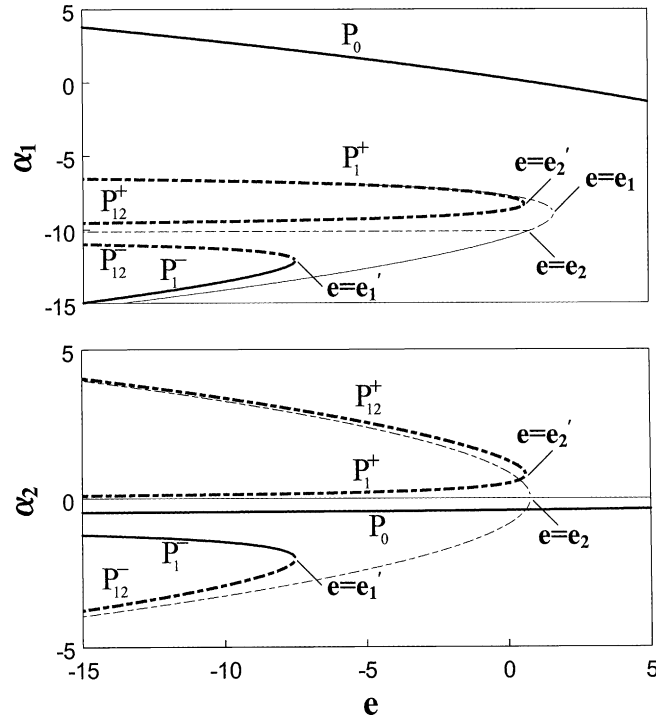 5
P₀
0
α₁
-5
P₁⁺
e=e₂′
e=e₁
P₁₂⁺
-10
P₁₂⁻
P₁⁻
e=e₂
e=e₁′
-15
5
P₁₂⁺
e=e₂′
α₂
P₁⁺
0
P₀
P₁⁻
e=e₂
P₁₂⁻
e=e₁′
-5
-15 -10 -5 0 5
e